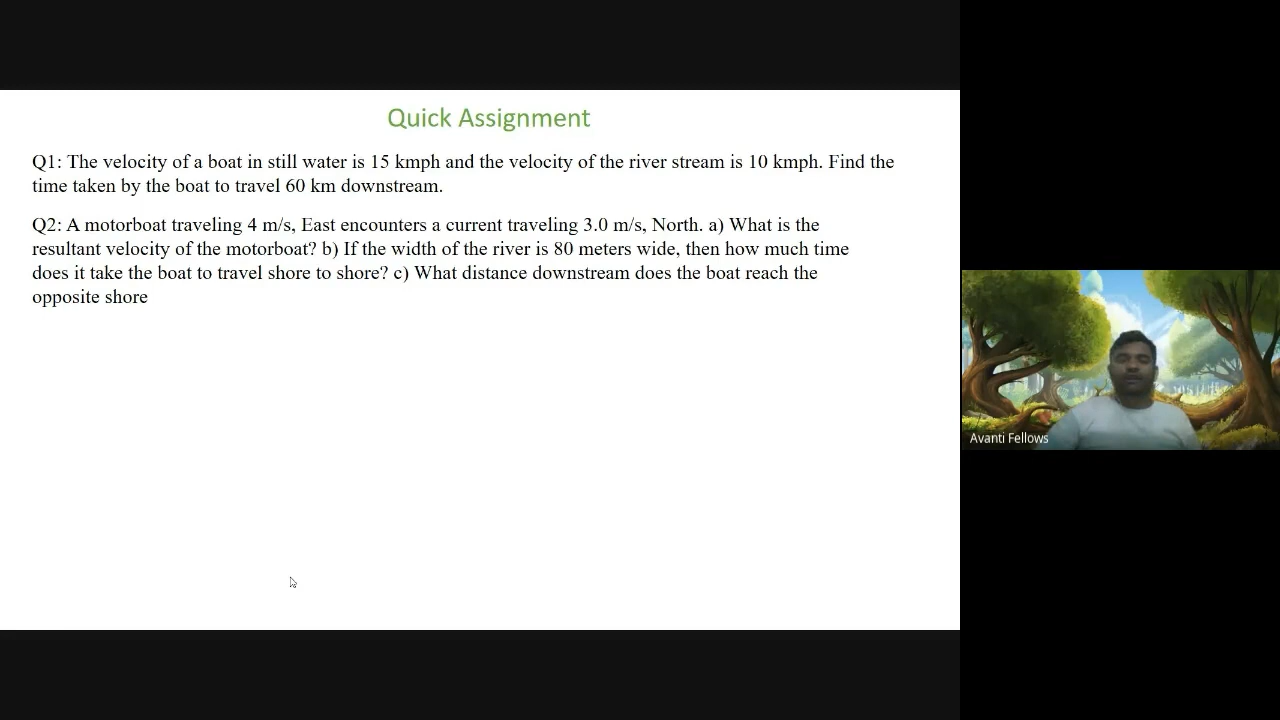 Quick Assignment
Q1: The velocity of a boat in still water is 15 kmph and the velocity of the river stream is 10 kmph. Find the
time taken by the boat to travel 60 km downstream.
Q2: A motorboat traveling 4 m/s, East encounters a current traveling 3.0 m/s, North. a) What is the
resultant velocity of the motorboat? b) If the width of the river is 80 meters wide, then how much time
does it take the boat to travel shore to shore? c) What distance downstream does the boat reach the
opposite shore
Avanti Fellows